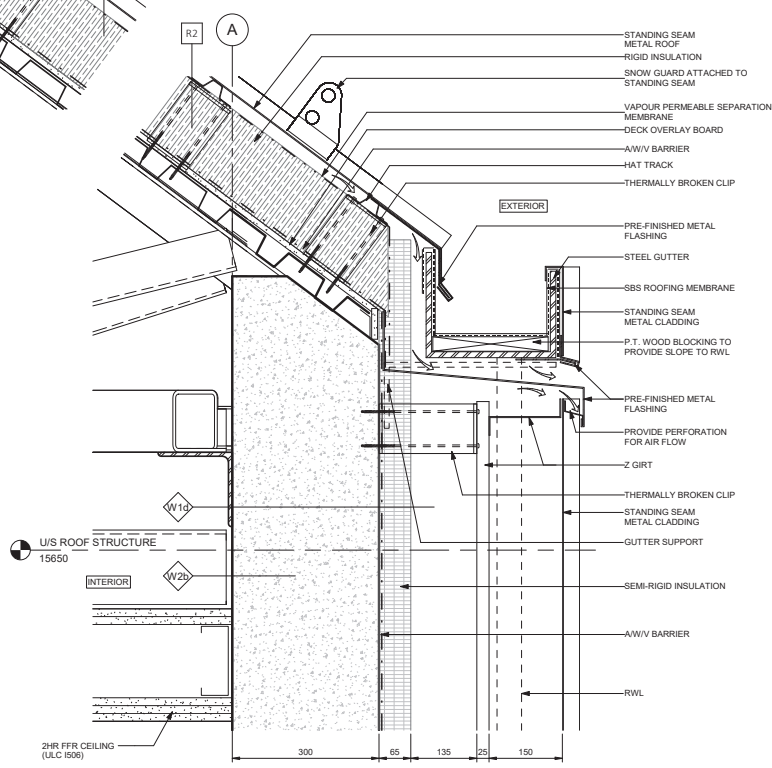 R2
A
STANDING SEAM
METAL ROOF
RIGID INSULATION
SNOW GUARD ATTACHED TO
STANDING SEAM
VAPOUR PERMEABLE SEPARATION
MEMBRANE
DECK OVERLAY BOARD
A/W/V BARRIER
HAT TRACK
THERMALLY BROKEN CLIP
EXTERIOR
PRE-FINISHED METAL
FLASHING
STEEL GUTTER
SBS ROOFING MEMBRANE
STANDING SEAM
METAL CLADDING
P.T. WOOD BLOCKING TO
PROVIDE SLOPE TO RWL
PRE-FINISHED METAL
FLASHING
PROVIDE PERFORATION
FOR AIR FLOW
Z GIRT
THERMALLY BROKEN CLIP
W1d
STANDING SEAM
METAL CLADDING
U/S ROOF STRUCTURE
15650
GUTTER SUPPORT
INTERIOR
W2b
SEMI-RIGID INSULATION
A/W/V BARRIER
RWL
2HR FFR CEILING
(ULC I506)
300 65 135 25 150